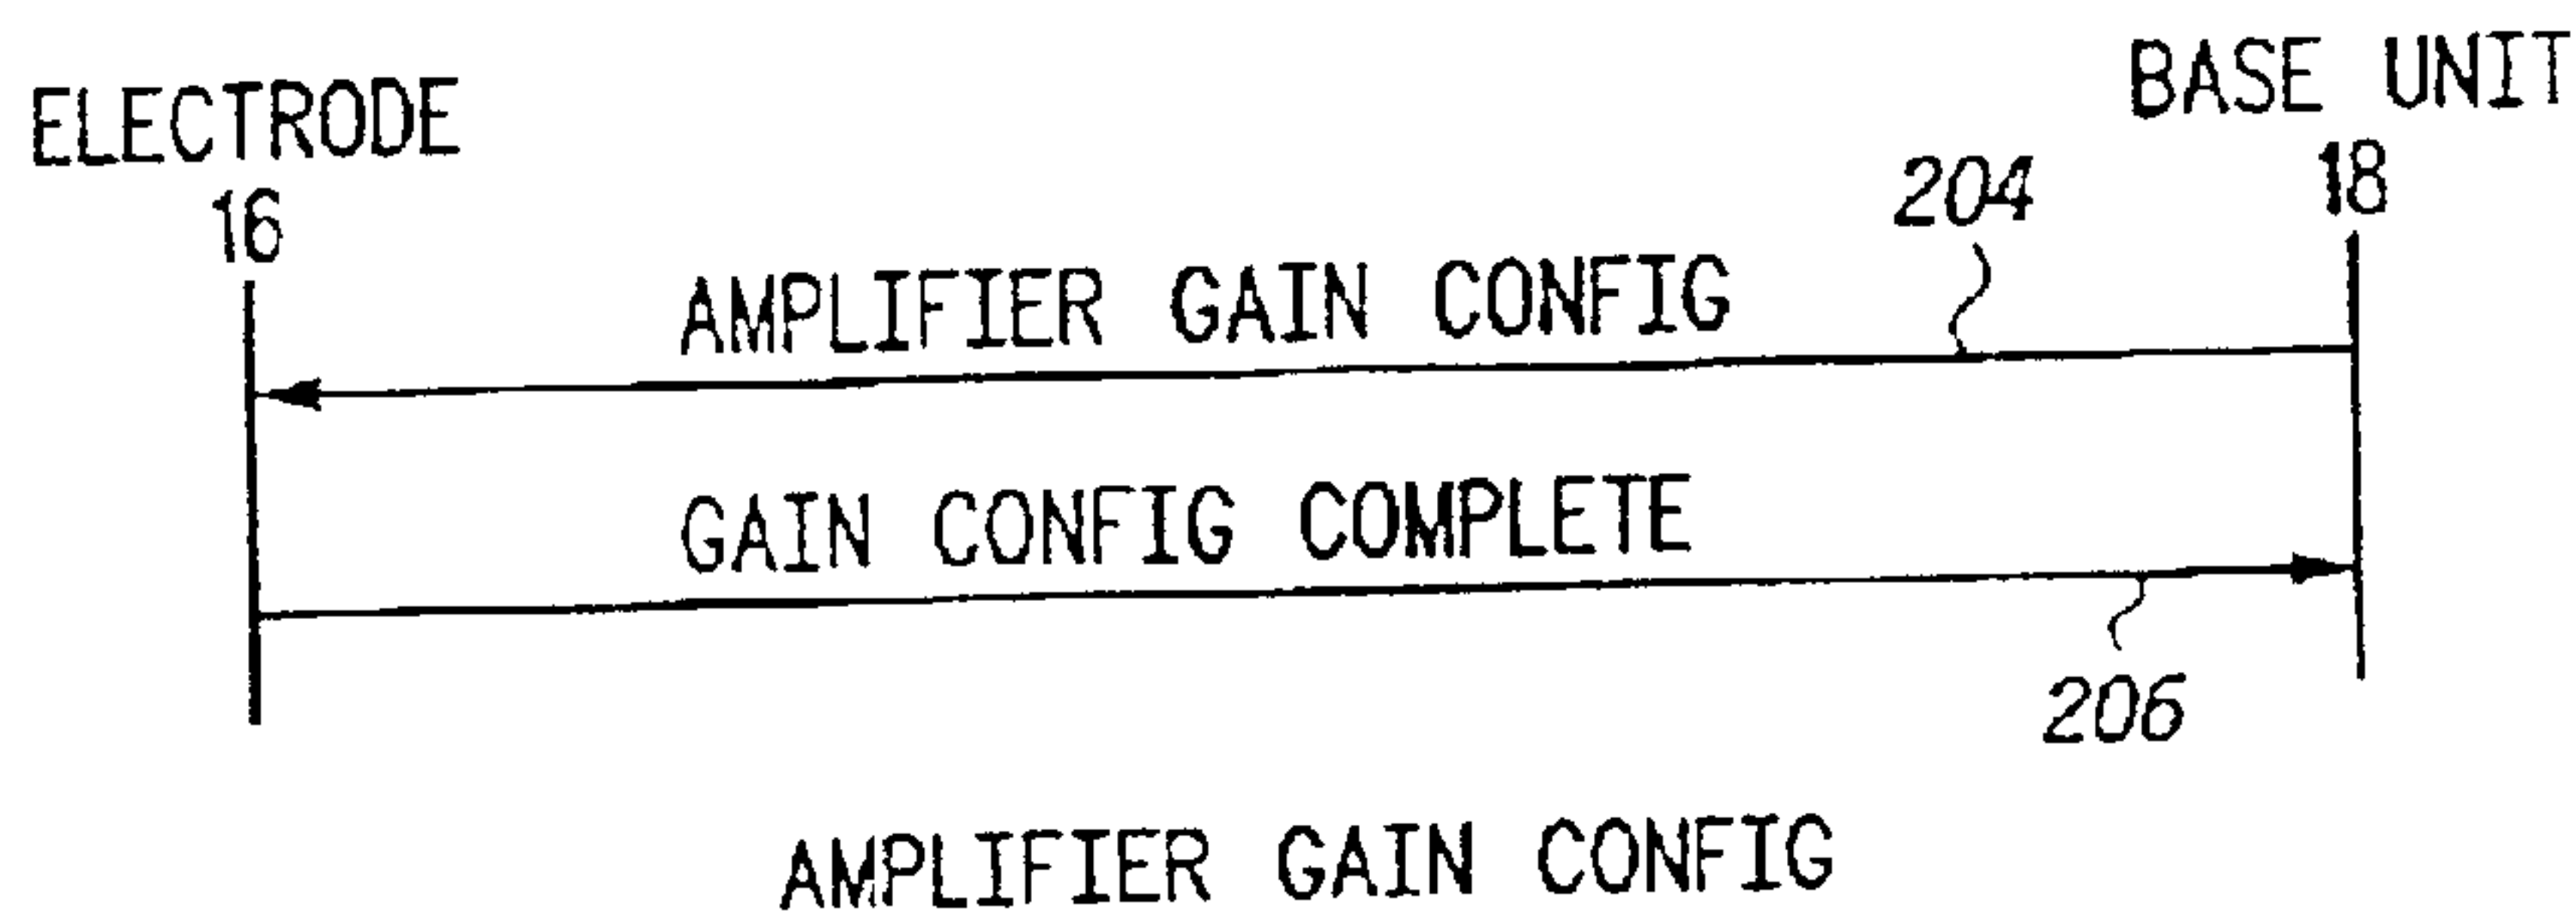 ELECTRODE
16
BASE UNIT
18
204
AMPLIFIER GAIN CONFIG
GAIN CONFIG COMPLETE
206
AMPLIFIER GAIN CONFIG